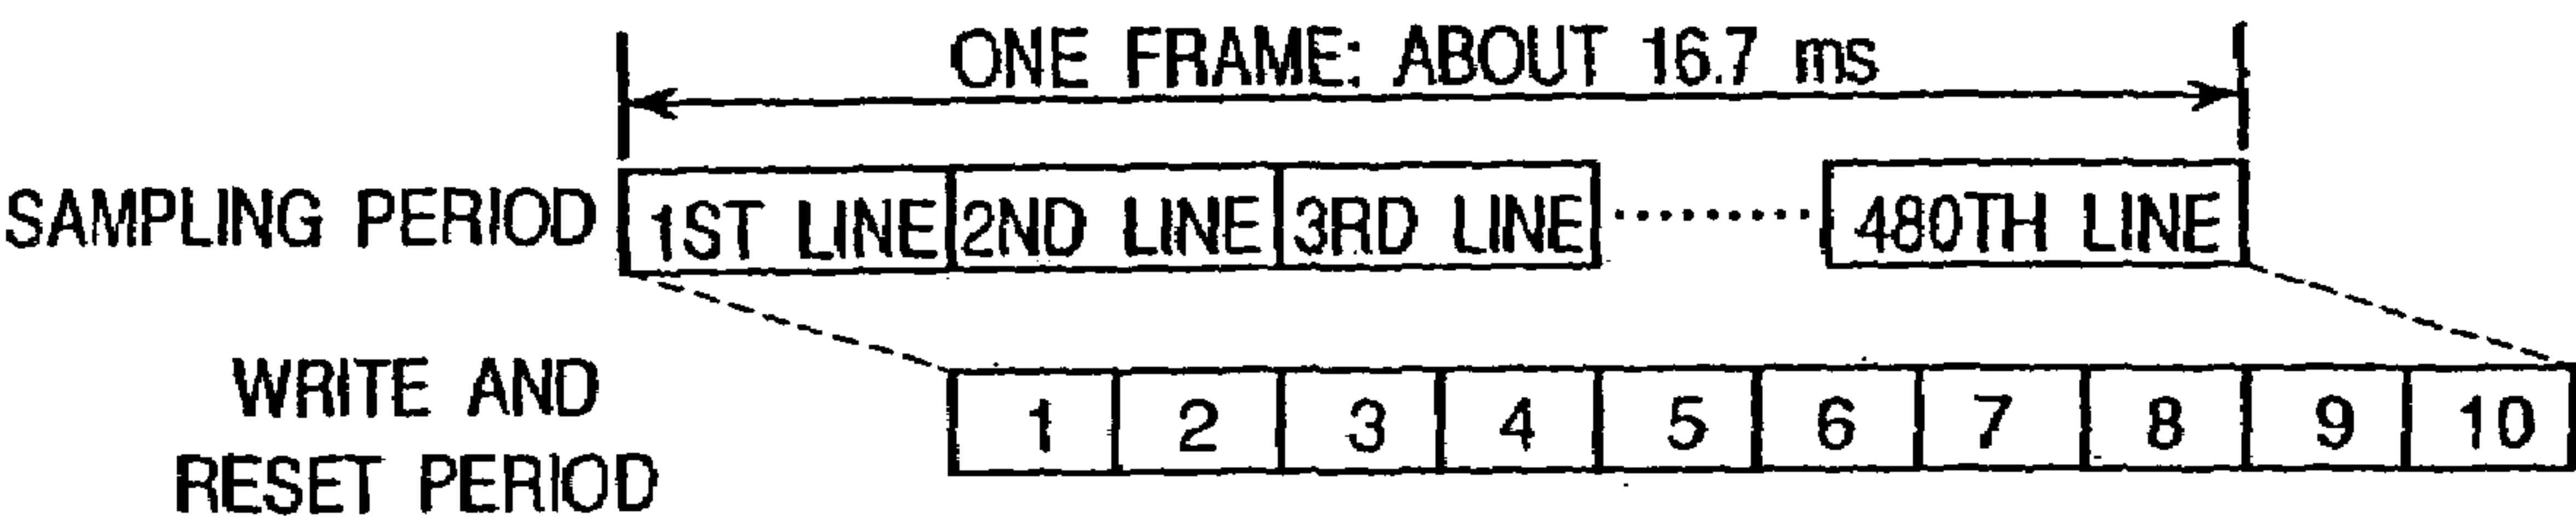 ONE FRAME: ABOUT 16.7 ms
SAMPLING PERIOD 1ST LINE 2ND LINE 3RD LINE ......... 480TH LINE
WRITE AND
RESET PERIOD
1 2 3 4 5 6 7 8 9 10